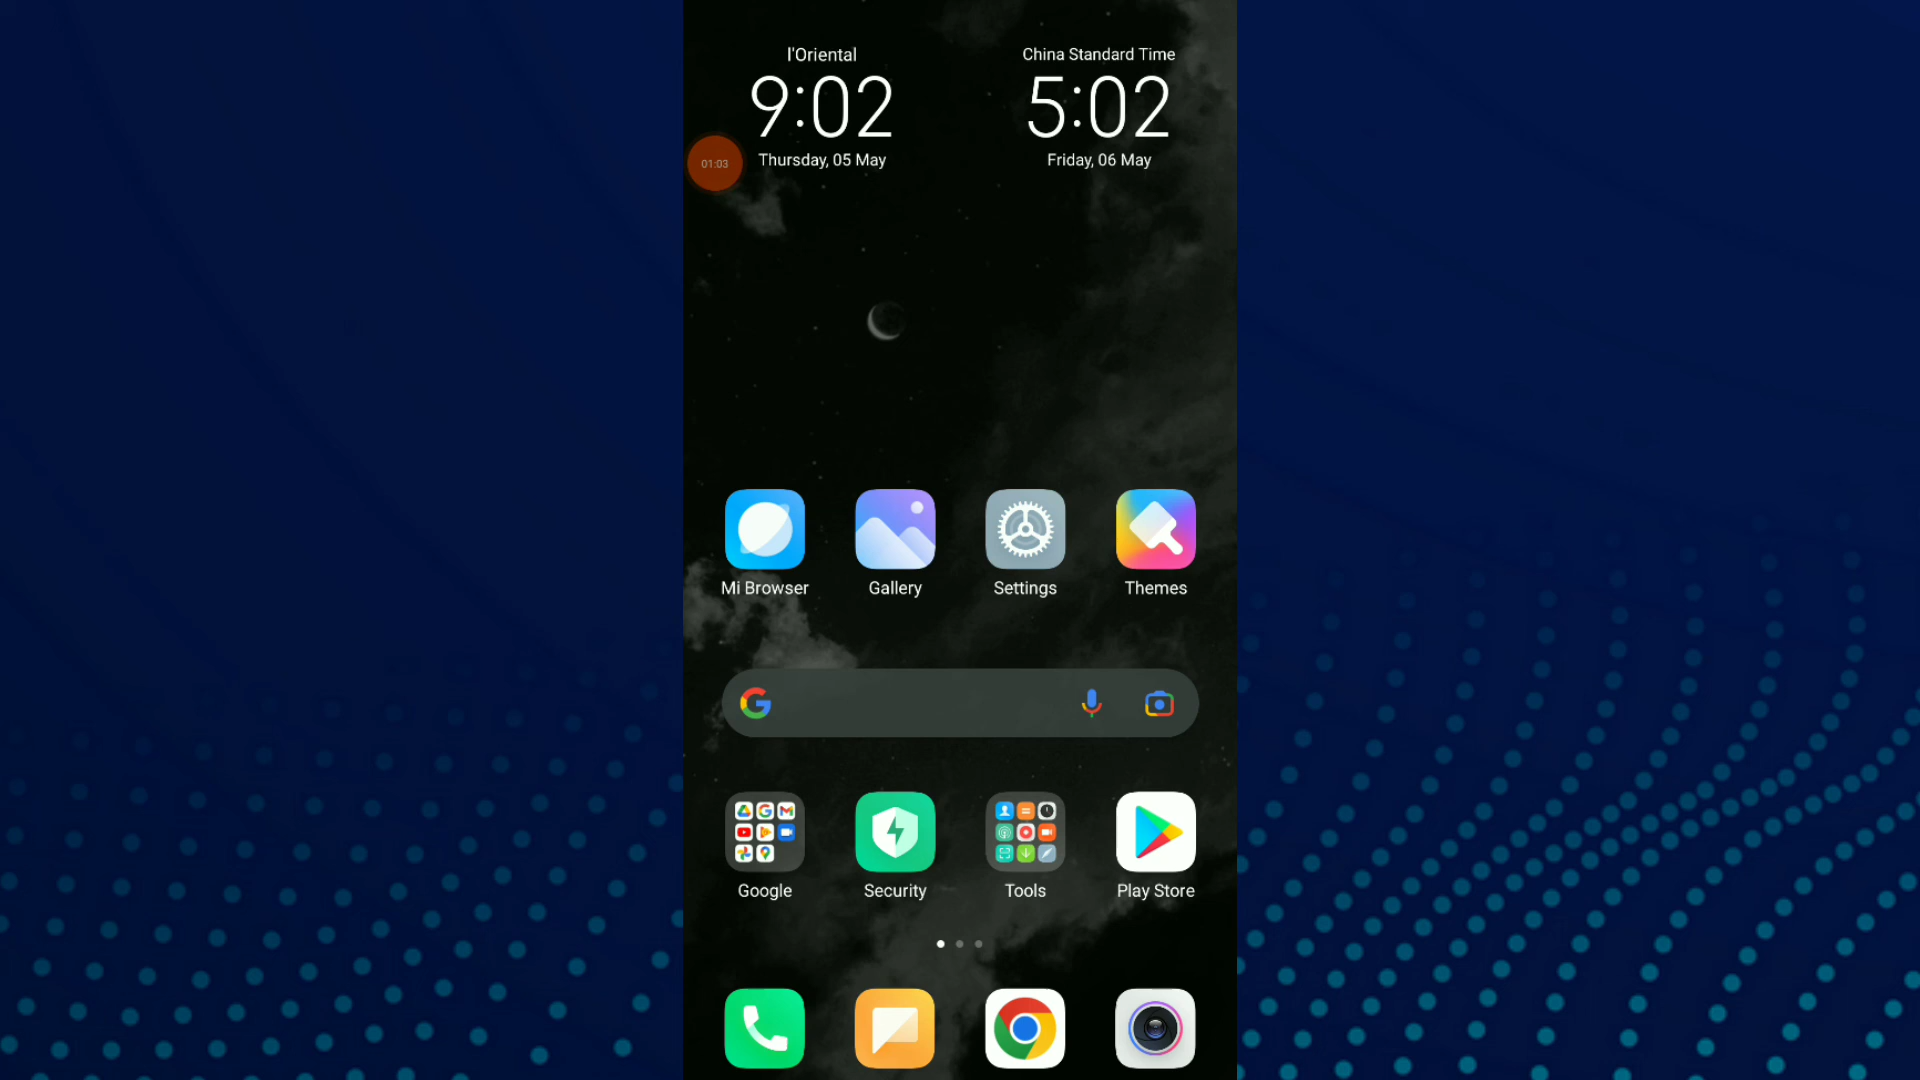 l'Oriental
9:02
Thursday, 05 May
China Standard Time
5:02
Friday, 06 May
01:03
Mi Browser
Gallery
Settings
Themes
Google
Security
Tools
Play Store